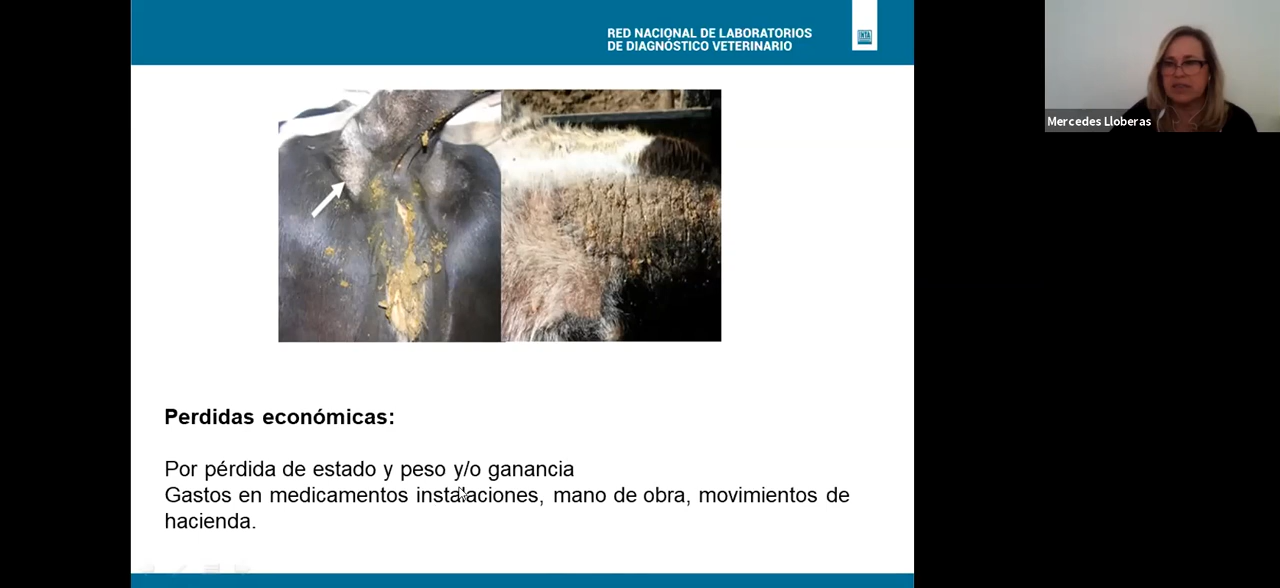 RED NACIONAL DE LABORATORIOS
DE DIAGNÓSTICO VETERINARIO
INTA
Mercedes Lloberas
Perdidas económicas:
Por pérdida de estado y peso y/o ganancia
Gastos en medicamentos instalaciones, mano de obra, movimientos de
hacienda.